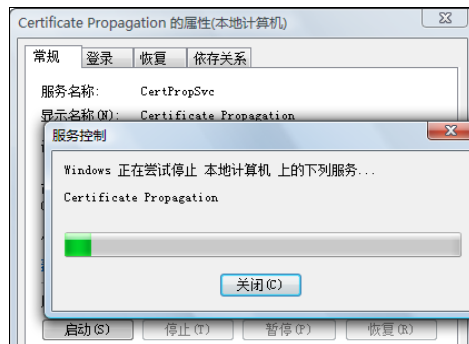 Certificate Propagation 的属性(本地计算机)
常规 登录 恢复 依存关系
服务名称: CertPropSvc
显示名称(N): Certificate Propagation
服务控制
Windows 正在尝试停止 本地计算机 上的下列服务...
Certificate Propagation
关闭(C)
启动(S) 停止(T) 暂停(P) 恢复(R)